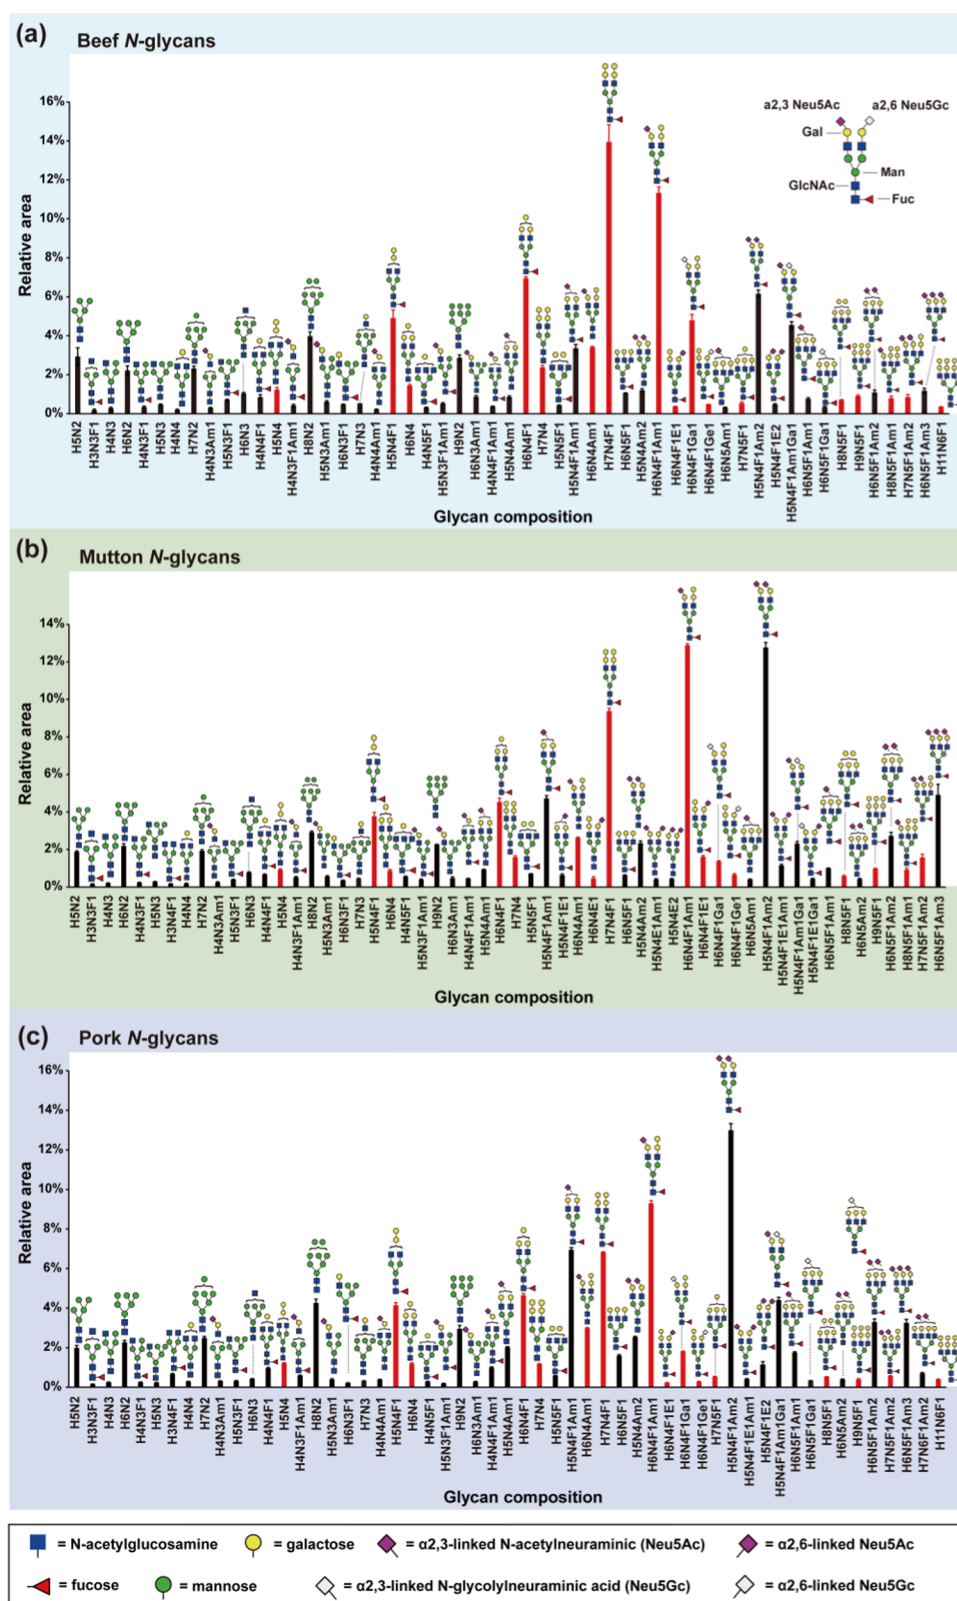 (a)
Beef N-glycans
16%
14%
12%
10%
8%
6%
4%
2%
0%
Relative area
a2,3 Neu5Ac
a2,6 Neu5Gc
Gal
Man
GlcNAc
Fuc
H5N2
H3N3F1
H4N3
H6N2
H4N3F1
H5N3
H4N4
H7N2
H4N3Am1
H5N3F1
H6N3
H4N4F1
H5N4
H4N3F1Am1
H8N2
H5N3Am1
H6N3F1
H7N3
H4N4Am1
H5N4F1
H6N4
H4N5F1
H5N3F1Am1
H9N2
H6N3Am1
H4N4F1Am1
H5N4Am1
H6N4F1
H7N4
H5N5F1
H5N4F1Am1
H6N4Am1
H7N4F1
H6N5F1
H5N4Am2
H6N4F1Am1
H6N4F1E1
H6N4F1Ga1
H6N4F1Ge1
H6N5Am1
H7N5F1
H5N4F1Am2
H5N4F1E2
H5N4F1Am1Ga1
H6N5F1Am1
H6N5F1Ga1
H8N5F1
H9N5F1
H6N5F1Am2
H8N5F1Am1
H7N5F1Am2
H6N5F1Am3
H11N6F1
Glycan composition
(b)
Mutton N-glycans
14%
12%
10%
8%
6%
4%
2%
0%
Relative area
H5N2
H3N3F1
H4N3
H6N2
H4N3F1
H5N3
H3N4F1
H4N4
H7N2
H4N3Am1
H5N3F1
H6N3
H4N4F1
H5N4
H4N3F1Am1
H8N2
H5N3Am1
H6N3F1
H7N3
H5N4F1
H6N4
H4N5F1
H5N3F1Am1
H9N2
H6N3Am1
H4N4F1Am1
H5N4Am1
H6N4F1
H7N4
H5N5F1
H5N4F1Am1
H5N4F1E1
H6N4Am1
H6N4E1
H7N4F1
H6N5F1
H5N4Am2
H5N4E1Am1
H5N4E2
H6N4F1Am1
H6N4F1E1
H6N4F1Ga1
H6N4F1Ge1
H6N5Am1
H5N4F1Am2
H5N4F1E1Am1
H5N4F1Am1Ga1
H5N4F1E1Ga1
H6N5F1Am1
H8N5F1
H6N5Am2
H9N5F1
H6N5F1Am2
H8N5F1Am1
H7N5F1Am2
H6N5F1Am3
Glycan composition
(c)
Pork N-glycans
16%
14%
12%
10%
8%
6%
4%
2%
0%
Relative area
H5N2
H3N3F1
H4N3
H6N2
H4N3F1
H5N3
H3N4F1
H4N4
H7N2
H4N3Am1
H5N3F1
H6N3
H4N4F1
H5N4
H4N3F1Am1
H8N2
H5N3Am1
H6N3F1
H7N3
H4N4Am1
H5N4F1
H6N4
H4N5F1
H5N3F1Am1
H9N2
H6N3Am1
H4N4F1Am1
H5N4Am1
H6N4F1
H7N4
H5N5F1
H5N4F1Am1
H6N4Am1
H7N4F1
H6N5F1
H5N4Am2
H6N4F1Am1
H6N4F1E1
H6N4F1Ga1
H6N4F1Ge1
H7N5F1
H5N4F1Am2
H5N4F1E1Am1
H5N4F1E2
H5N4F1Am1Ga1
H6N5F1Am1
H6N5F1Ga1
H8N5F1
H6N5Am2
H9N5F1
H6N5F1Am2
H7N5F1Am2
H6N5F1Am3
H7N6F1Am2
H11N6F1
Glycan composition
= N-acetylglucosamine
= galactose
= α2,3-linked N-acetylneuraminic (Neu5Ac)
= α2,6-linked Neu5Ac
= fucose
= mannose
= α2,3-linked N-glycolylneuraminic acid (Neu5Gc)
= α2,6-linked Neu5Gc